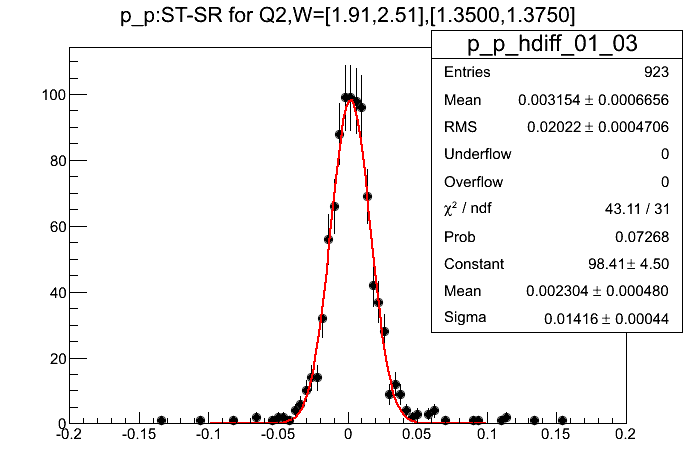 p_p:ST-SR for Q2,W=[1.91,2.51],[1.3500,1.3750]
p_p_hdiff_01_03
Entries 923
Mean 0.003154 ± 0.0006656
RMS 0.02022 ± 0.0004706
Underflow 0
Overflow 0
χ² / ndf 43.11 / 31
Prob 0.07268
Constant 98.41 ± 4.50
Mean 0.002304 ± 0.000480
Sigma 0.01416 ± 0.00044
100
80
60
40
20
0
-0.2 -0.15 -0.1 -0.05 0 0.05 0.1 0.15 0.2